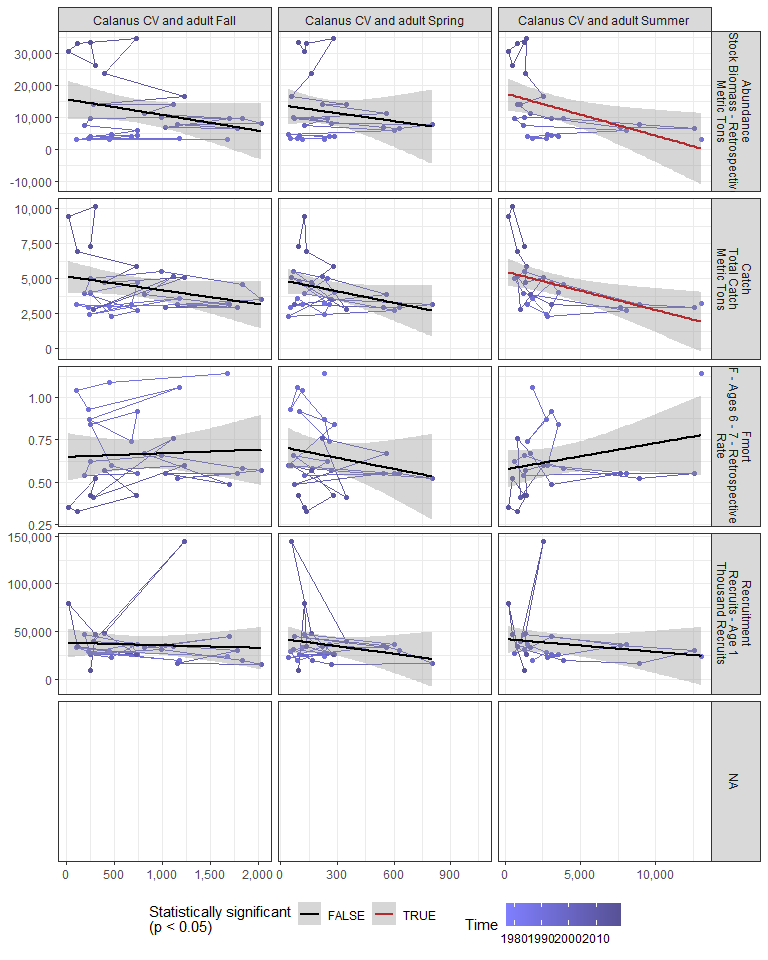 Calanus CV and adult Fall
Calanus CV and adult Spring
Calanus CV and adult Summer
30,000
20,000
10,000
0
-10,000
Abundance
Stock Biomass - Retrospectiv
Metric Tons
10,000
7,500
5,000
2,500
0
Catch
Total Catch
Metric Tons
1.00
0.75
0.50
0.25
Fmort
F - Ages 6 - 7 - Retrospective
Rate
150,000
100,000
50,000
0
Recruitment
Recruits - Age 1
Thousand Recruits
NA
0 500 1,000 1,500 2,000
0 300 600 900
0 5,000 10,000
Statistically significant
(p < 0.05)
FALSE
TRUE
Time
1980 1990 2000 2010